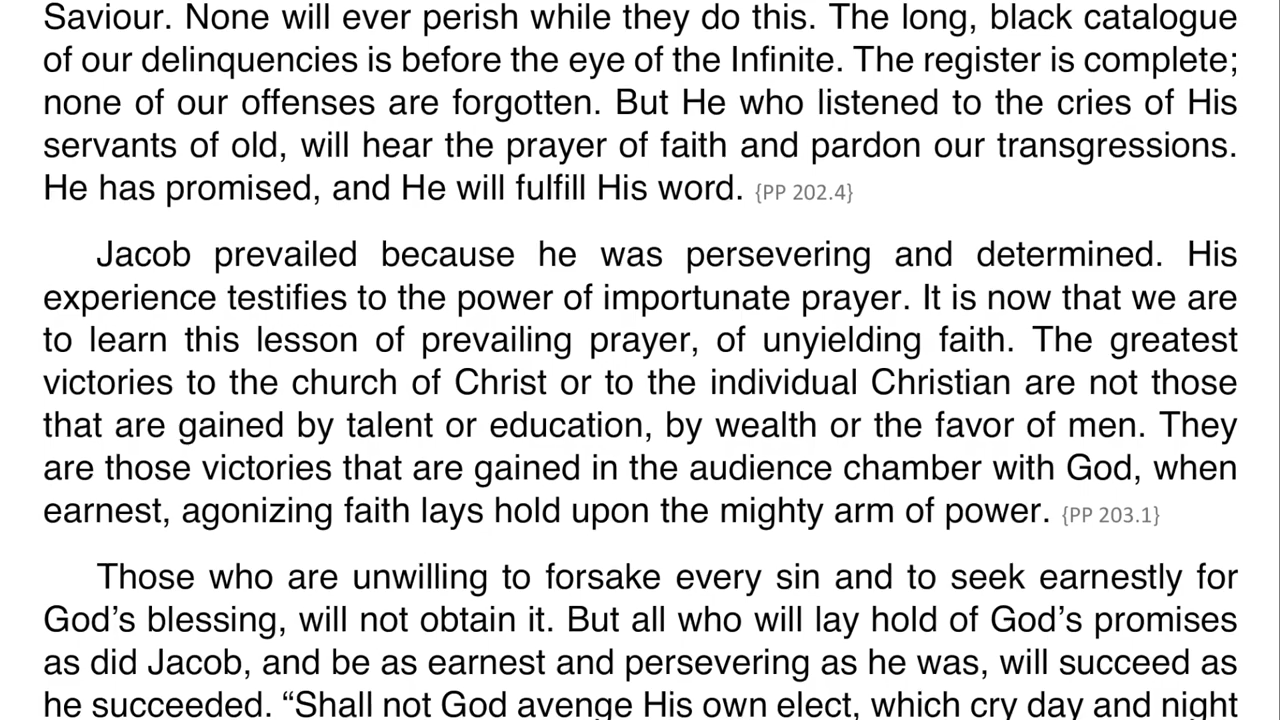 Saviour. None will ever perish while they do this. The long, black catalogue
of our delinquencies is before the eye of the Infinite. The register is complete;
none of our offenses are forgotten. But He who listened to the cries of His
servants of old, will hear the prayer of faith and pardon our transgressions.
He has promised, and He will fulfill His word. {PP 202.4}
Jacob prevailed because he was persevering and determined. His
experience testifies to the power of importunate prayer. It is now that we are
to learn this lesson of prevailing prayer, of unyielding faith. The greatest
victories to the church of Christ or to the individual Christian are not those
that are gained by talent or education, by wealth or the favor of men. They
are those victories that are gained in the audience chamber with God, when
earnest, agonizing faith lays hold upon the mighty arm of power. {PP 203.1}
Those who are unwilling to forsake every sin and to seek earnestly for
God’s blessing, will not obtain it. But all who will lay hold of God’s promises
as did Jacob, and be as earnest and persevering as he was, will succeed as
he succeeded. “Shall not God avenge His own elect, which cry day and night